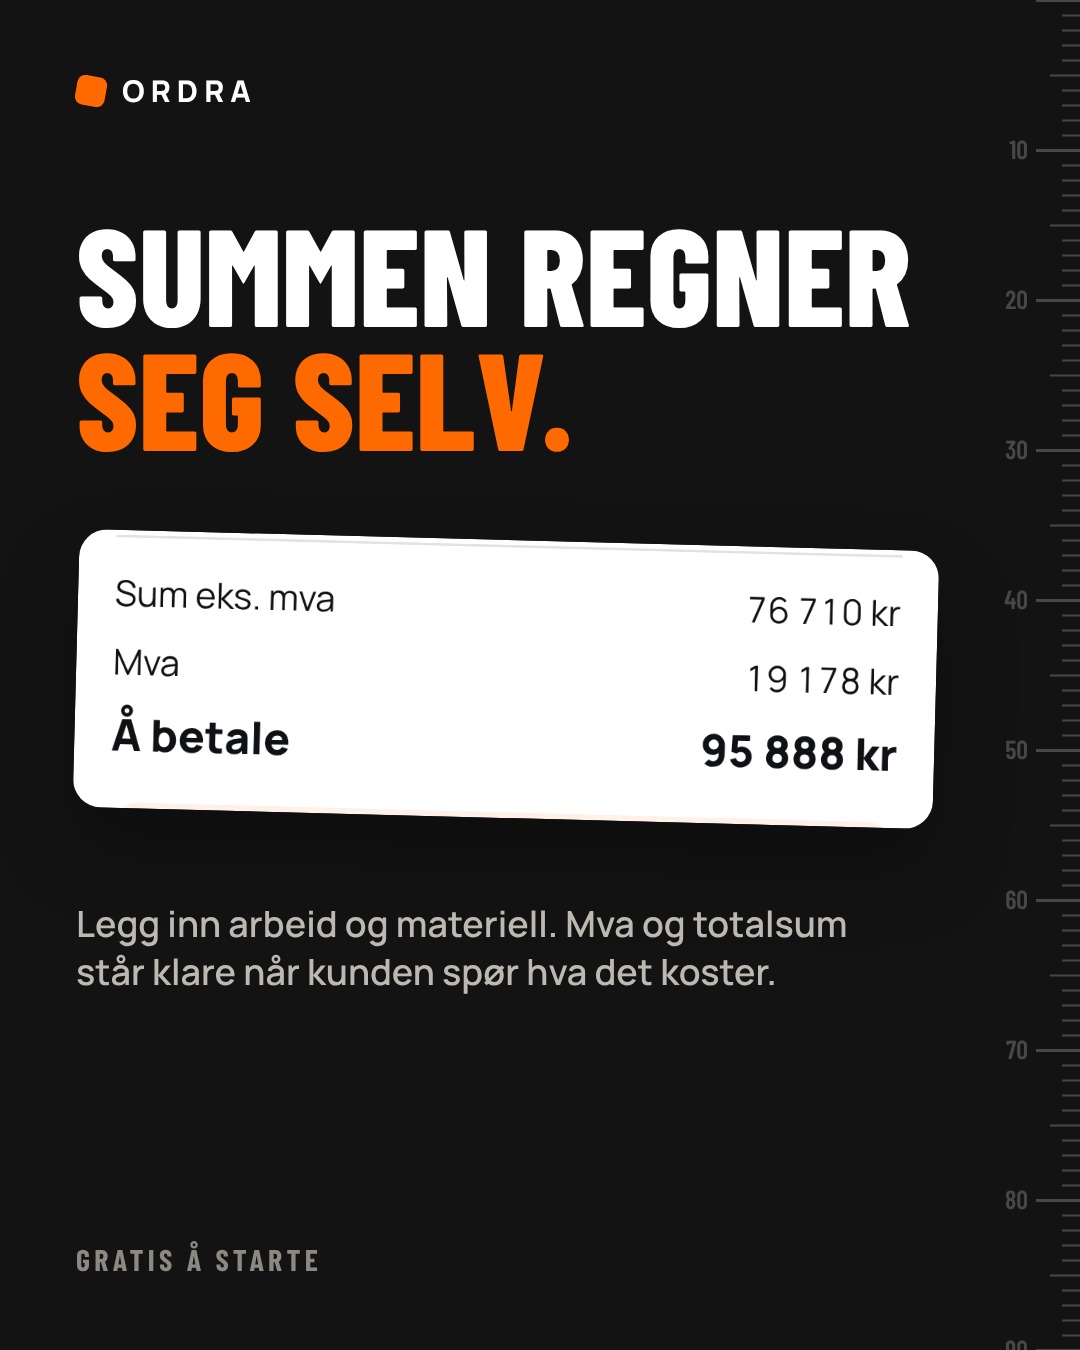 ORDRA
SUMMEN REGNER
SEG SELV.
Sum eks. mva 76 710 kr
Mva 19 178 kr
Å betale 95 888 kr
Legg inn arbeid og materiell. Mva og totalsum
står klare når kunden spør hva det koster.
GRATIS Å STARTE
10
20
30
40
50
60
70
80